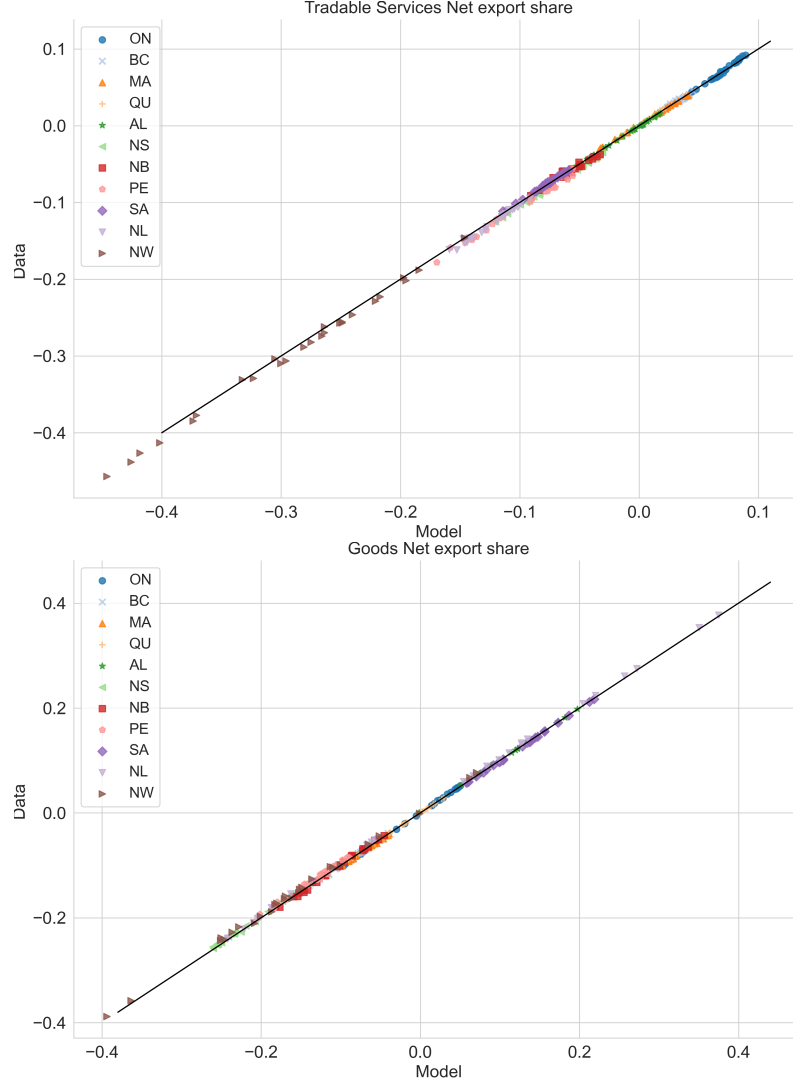 Tradable Services Net export share
ON
BC
MA
QU
AL
NS
NB
PE
SA
NL
NW
0.1
0.0
−0.1
−0.2
−0.3
−0.4
Data
−0.4 −0.3 −0.2 −0.1 0.0 0.1
Model
Goods Net export share
ON
BC
MA
QU
AL
NS
NB
PE
SA
NL
NW
0.4
0.2
0.0
−0.2
−0.4
Data
−0.4 −0.2 0.0 0.2 0.4
Model